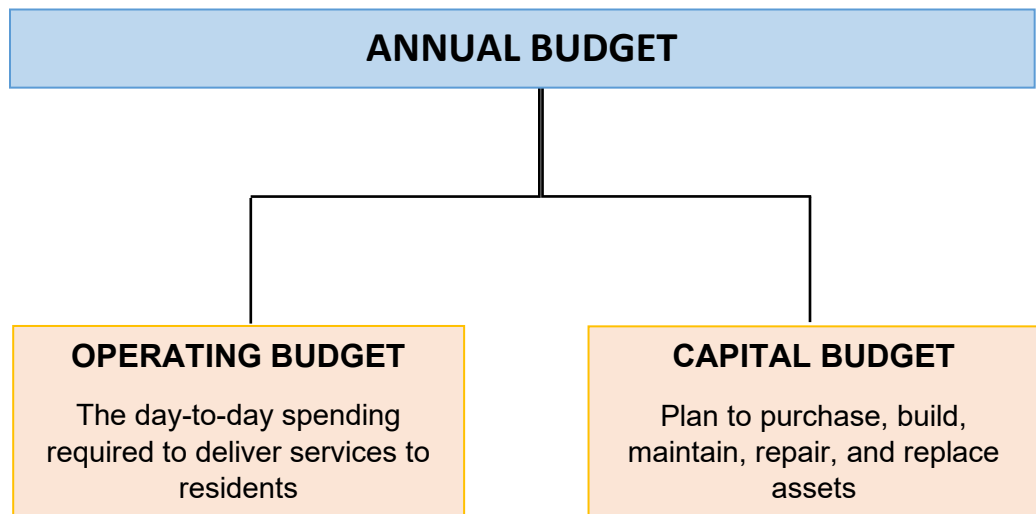 ANNUAL BUDGET
OPERATING BUDGET
The day-to-day spending
required to deliver services to
residents
CAPITAL BUDGET
Plan to purchase, build,
maintain, repair, and replace
assets